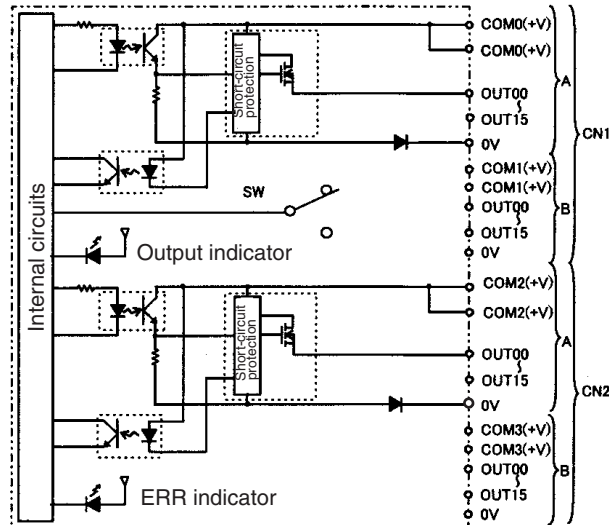 COM0(+V)
COM0(+V)
Short-circuit
protection
A
OUT00
OUT15
CN1
0V
COM1(+V)
COM1(+V)
SW
OUT00
B
OUT15
Internal circuits
Output indicator
0V
COM2(+V)
COM2(+V)
Short-circuit
protection
A
OUT00
OUT15
CN2
0V
COM3(+V)
COM3(+V)
OUT00
B
ERR indicator
OUT15
0V